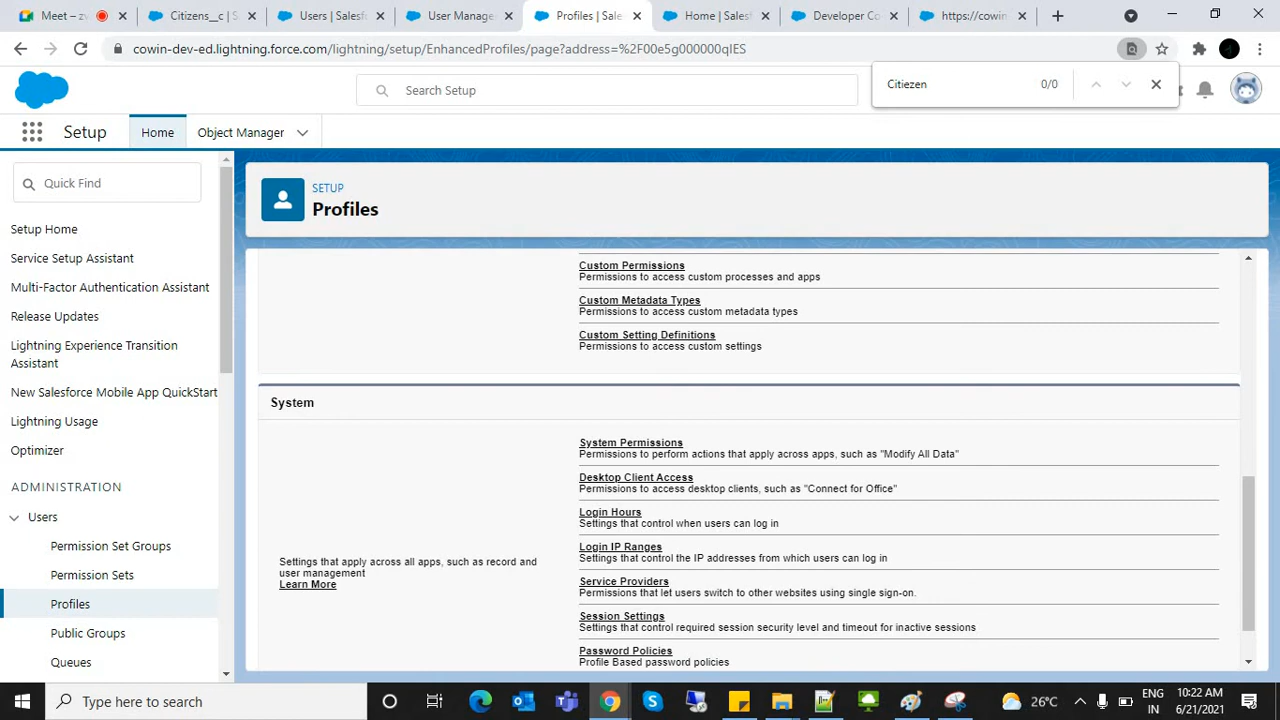 Meet – zv
Citizens__c | S
Users | Salesf
User Manage
Profiles | Sale
Home | Salesf
Developer Co
https://cowin
cowin-dev-ed.lightning.force.com/lightning/setup/EnhancedProfiles/page?address=%2F00e5g000000qIES
Search Setup
Citiezen 0/0
Setup Home Object Manager
Quick Find
Setup Home
Service Setup Assistant
Multi-Factor Authentication Assistant
Release Updates
Lightning Experience Transition
Assistant
New Salesforce Mobile App QuickStart
Lightning Usage
Optimizer
ADMINISTRATION
Users
Permission Set Groups
Permission Sets
Profiles
Public Groups
Queues
SETUP
Profiles
Custom Permissions
Permissions to access custom processes and apps
Custom Metadata Types
Permissions to access custom metadata types
Custom Setting Definitions
Permissions to access custom settings
System
Settings that apply across all apps, such as record and
user management
Learn More
System Permissions
Permissions to perform actions that apply across apps, such as "Modify All Data"
Desktop Client Access
Permissions to access desktop clients, such as "Connect for Office"
Login Hours
Settings that control when users can log in
Login IP Ranges
Settings that control the IP addresses from which users can log in
Service Providers
Permissions that let users switch to other websites using single sign-on.
Session Settings
Settings that control required session security level and timeout for inactive sessions
Password Policies
Profile Based password policies
Type here to search
26°C
ENG
IN
10:22 AM
6/21/2021